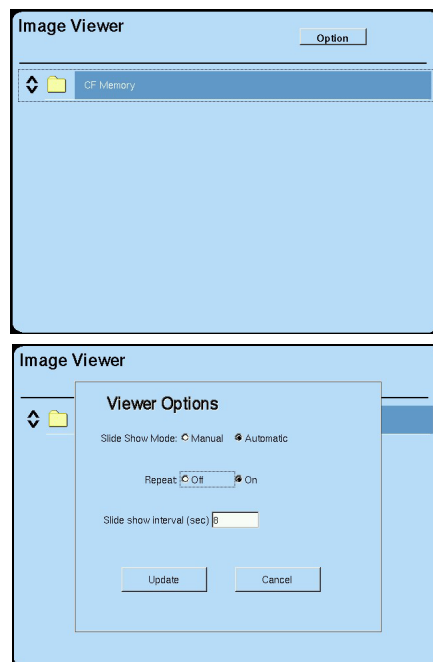 Image Viewer
Option
CF Memory
Image Viewer
Viewer Options
Slide Show Mode: Manual Automatic
Repeat: Off On
Slide show interval (sec) 8
Update Cancel